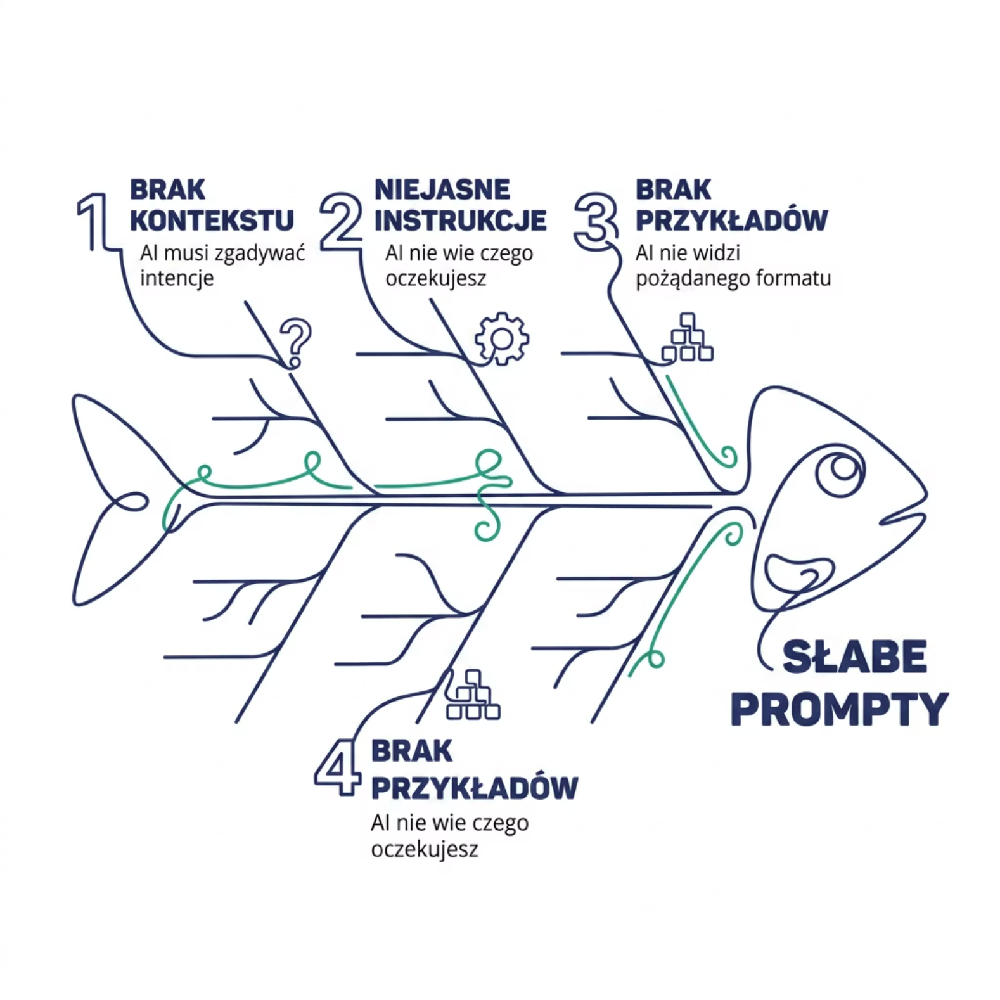 1
BRAK
KONTEKSTU
AI musi zgadywać
intencje
?
2
NIEJASNE
INSTRUKCJE
AI nie wie czego
oczekujesz
3
BRAK
PRZYKŁADÓW
AI nie widzi
pożądanego formatu
SŁABE
PROMPTY
4
BRAK
PRZYKŁADÓW
AI nie wie czego
oczekujesz